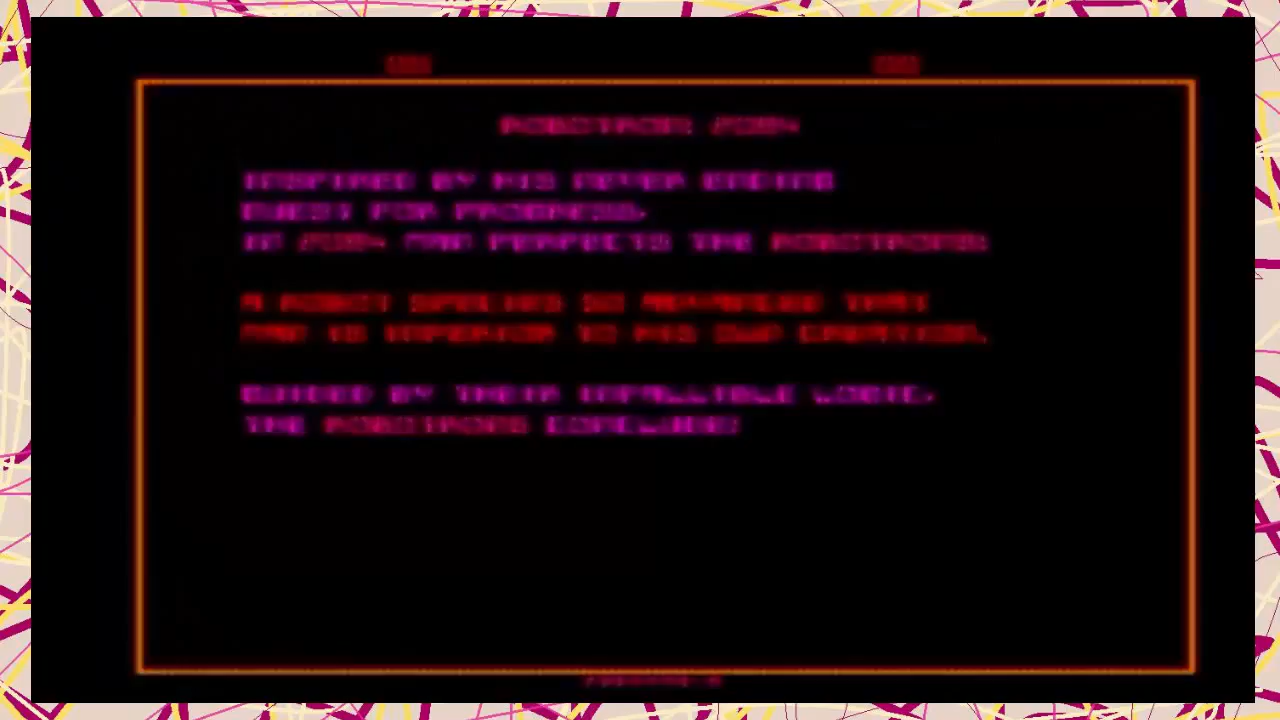 ROBOTRON: 2084
INSPIRED BY HIS NEVER ENDING
QUEST FOR PROGRESS,
IN 2084 MAN PERFECTS THE ROBOTRONS:
A ROBOT SPECIES SO ADVANCED THAT
MAN IS INFERIOR TO HIS OWN CREATION.
GUIDED BY THEIR INFALLIBLE LOGIC,
THE ROBOTRONS CONCLUDE: